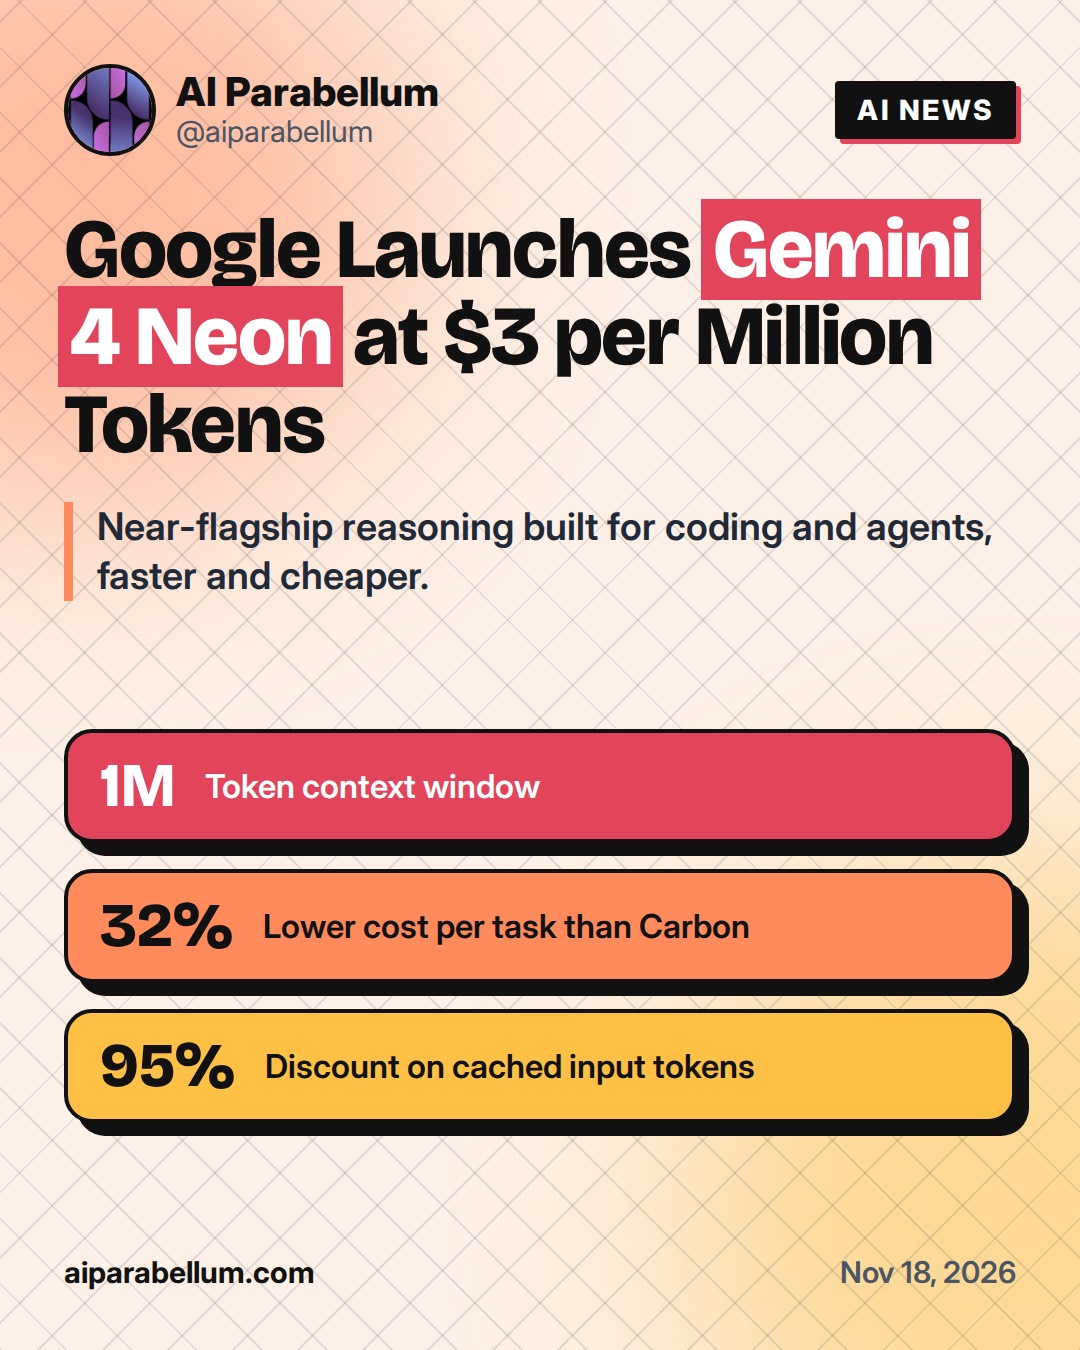 AI Parabellum
@aiparabellum
AI NEWS
Google Launches Gemini
4 Neon at $3 per Million
Tokens
Near-flagship reasoning built for coding and agents,
faster and cheaper.
1M Token context window
32% Lower cost per task than Carbon
95% Discount on cached input tokens
aiparabellum.com
Nov 18, 2026